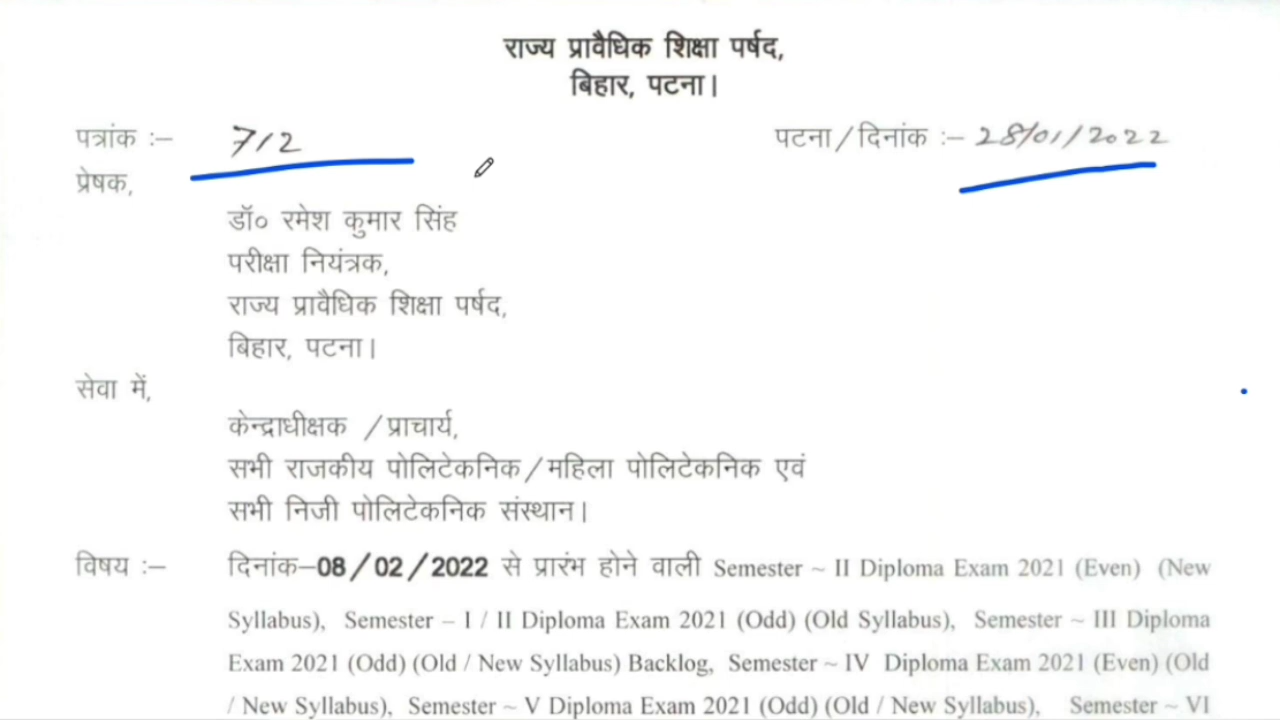 राज्य प्रावैधिक शिक्षा पर्षद,
बिहार, पटना।
पत्रांक :– 712 पटना/दिनांक :– 28/01/2022
प्रेषक,
डॉ० रमेश कुमार सिंह
परीक्षा नियंत्रक,
राज्य प्रावैधिक शिक्षा पर्षद,
बिहार, पटना।
सेवा में,
केन्द्राधीक्षक /प्राचार्य,
सभी राजकीय पोलिटेकनिक/महिला पोलिटेकनिक एवं
सभी निजी पोलिटेकनिक संस्थान।
विषय :– दिनांक–08/02/2022 से प्रारंभ होने वाली Semester ~ II Diploma Exam 2021 (Even) (New
Syllabus), Semester – I / II Diploma Exam 2021 (Odd) (Old Syllabus), Semester ~ III Diploma
Exam 2021 (Odd) (Old / New Syllabus) Backlog, Semester ~ IV Diploma Exam 2021 (Even) (Old
/ New Syllabus), Semester ~ V Diploma Exam 2021 (Odd) (Old / New Syllabus), Semester ~ VI